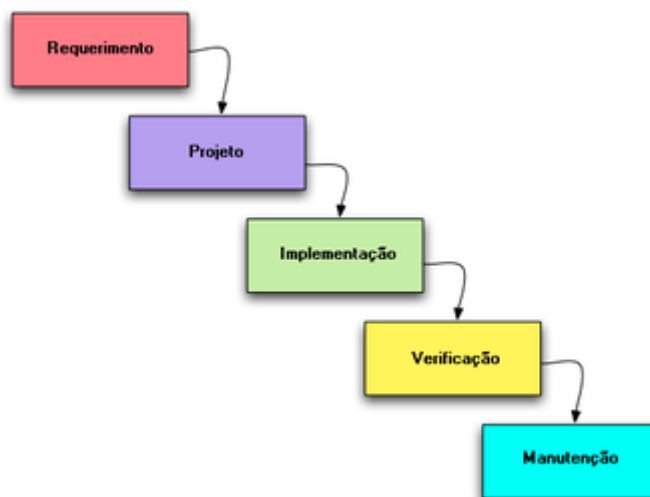 Requerimento
Projeto
Implementação
Verificação
Manutenção